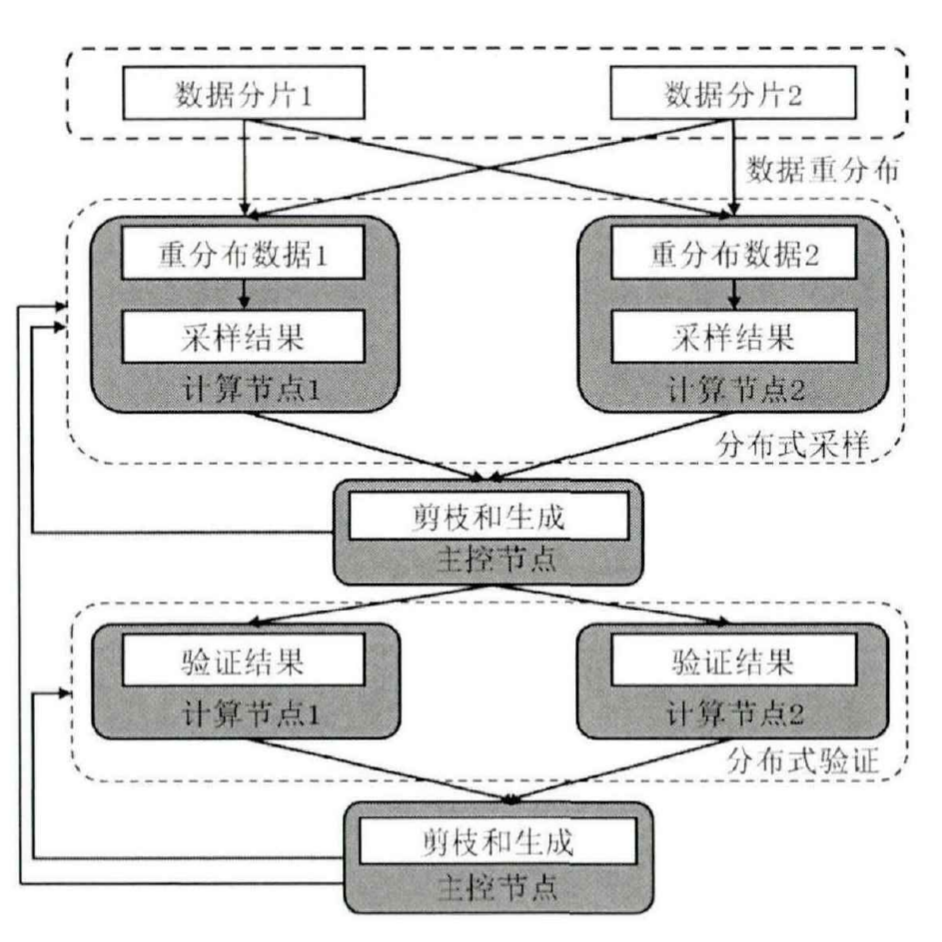 数据分片1
数据分片2
数据重分布
重分布数据1
重分布数据2
采样结果
采样结果
计算节点1
计算节点2
分布式采样
剪枝和生成
主控节点
验证结果
验证结果
计算节点1
计算节点2
分布式验证
剪枝和生成
主控节点